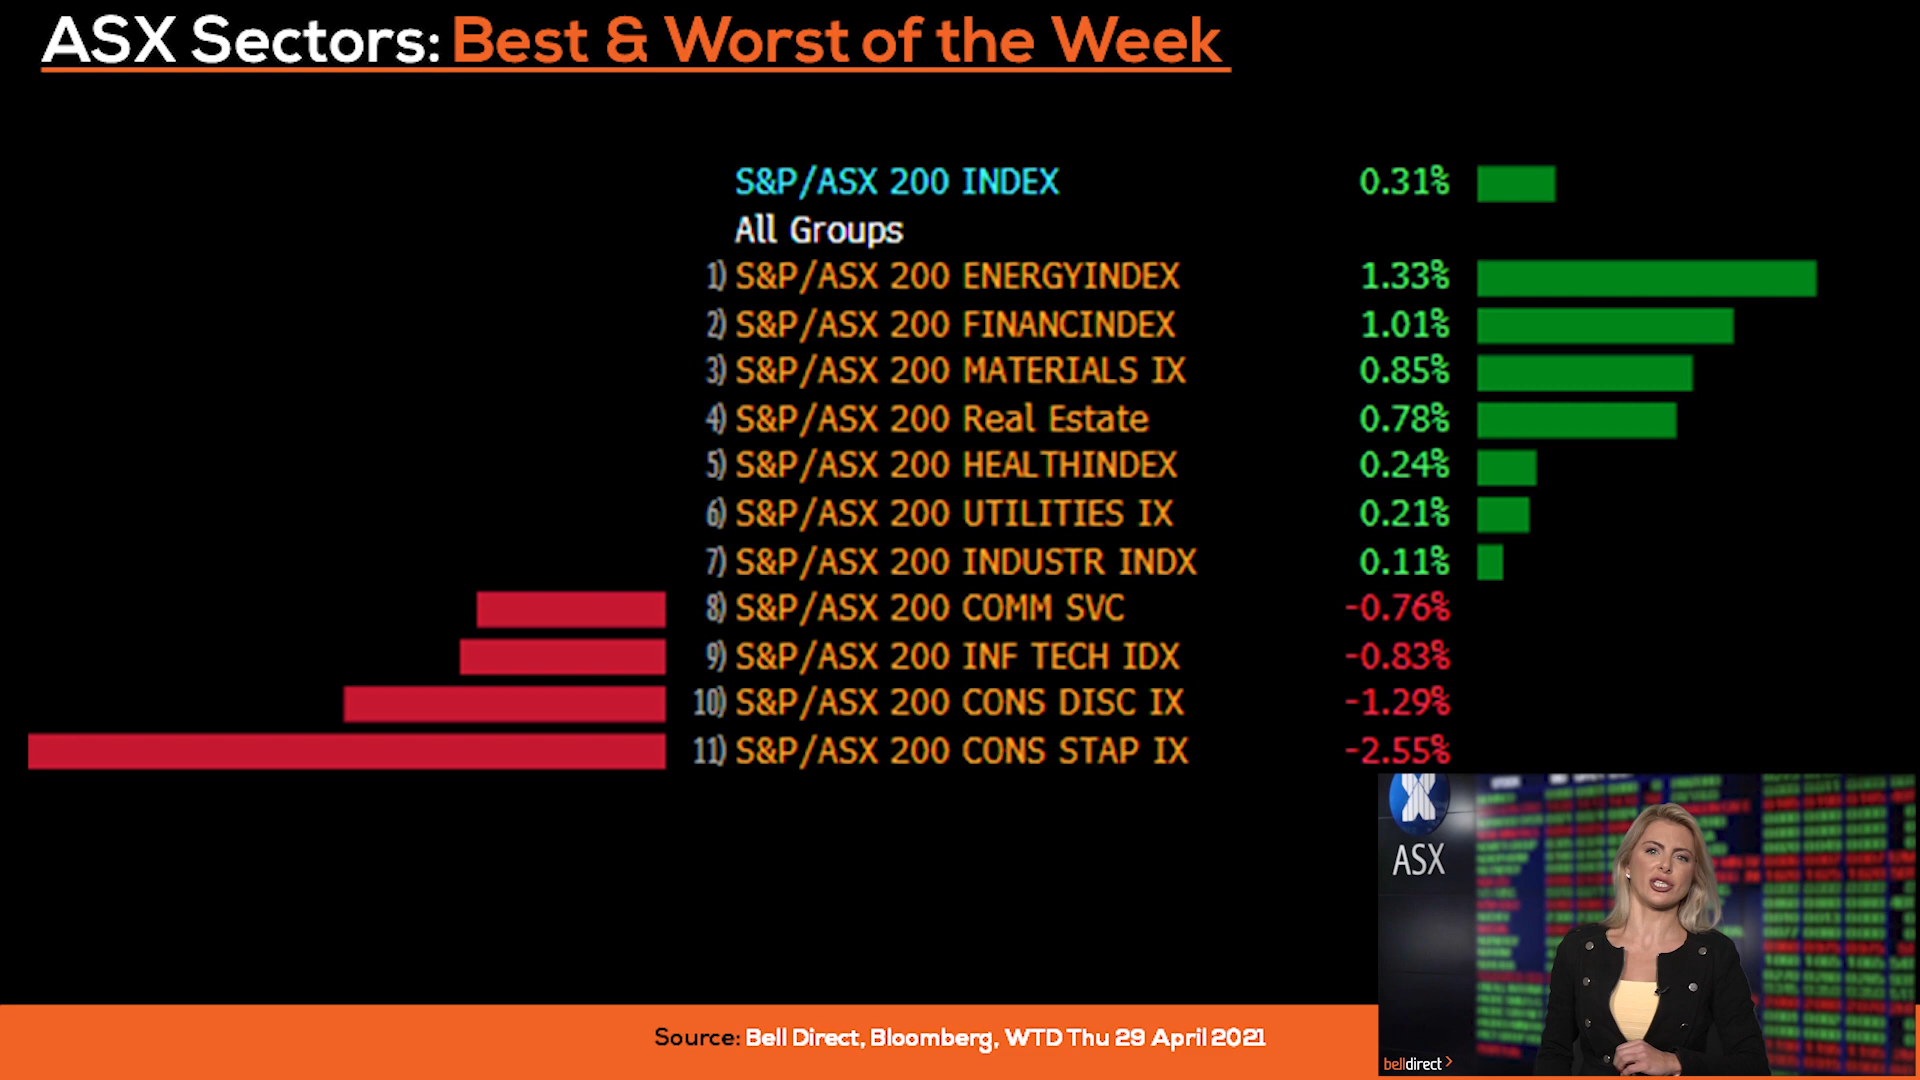 ASX Sectors: Best & Worst of the Week
S&P/ASX 200 INDEX 0.31%
All Groups
1) S&P/ASX 200 ENERGYINDEX 1.33%
2) S&P/ASX 200 FINANCINDEX 1.01%
3) S&P/ASX 200 MATERIALS IX 0.85%
4) S&P/ASX 200 Real Estate 0.78%
5) S&P/ASX 200 HEALTHINDEX 0.24%
6) S&P/ASX 200 UTILITIES IX 0.21%
7) S&P/ASX 200 INDUSTR INDX 0.11%
8) S&P/ASX 200 COMM SVC -0.76%
9) S&P/ASX 200 INF TECH IDX -0.83%
10) S&P/ASX 200 CONS DISC IX -1.29%
11) S&P/ASX 200 CONS STAP IX -2.55%
ASX
belldirect
Source: Bell Direct, Bloomberg, WTD Thu 29 April 2021